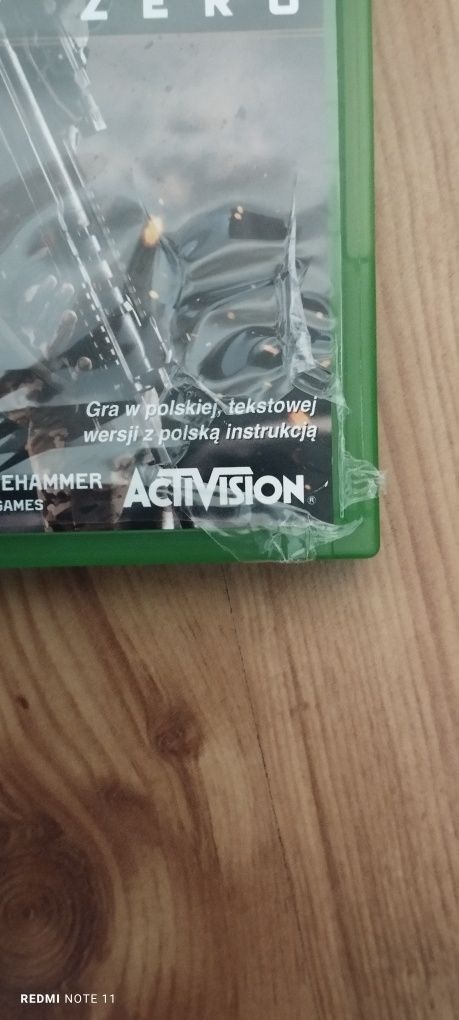 ZERO
Gra w polskiej, tekstowej
wersji z polską instrukcją
EHAMMER
GAMES
ACTIVISION®
REDMI NOTE 11